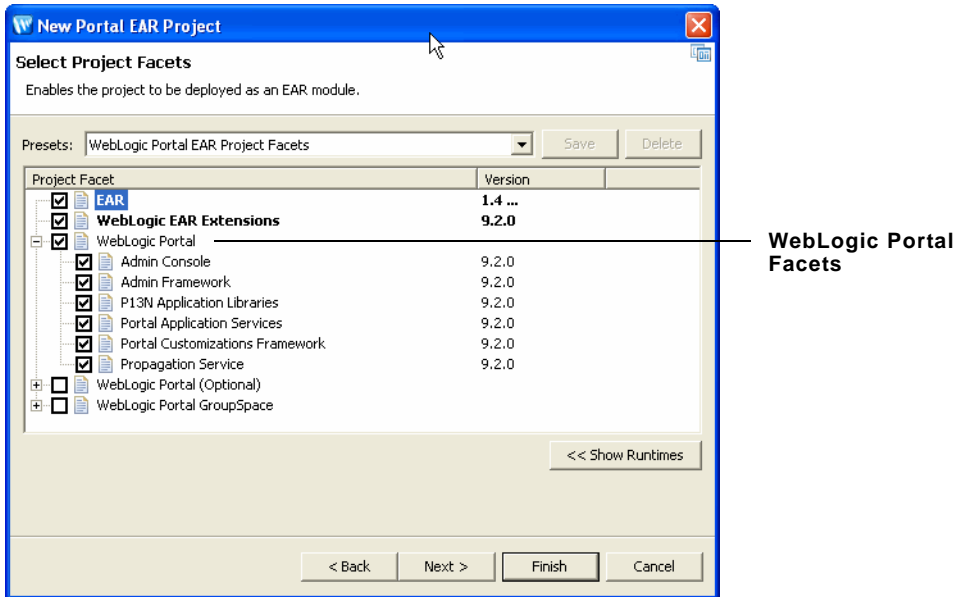 New Portal EAR Project
Select Project Facets
Enables the project to be deployed as an EAR module.
Presets: WebLogic Portal EAR Project Facets Save Delete
Project Facet Version
EAR 1.4 ...
WebLogic EAR Extensions 9.2.0
WebLogic Portal
Admin Console 9.2.0
Admin Framework 9.2.0
P13N Application Libraries 9.2.0
Portal Application Services 9.2.0
Portal Customizations Framework 9.2.0
Propagation Service 9.2.0
WebLogic Portal (Optional)
WebLogic Portal GroupSpace
<< Show Runtimes
< Back Next > Finish Cancel
WebLogic Portal
Facets